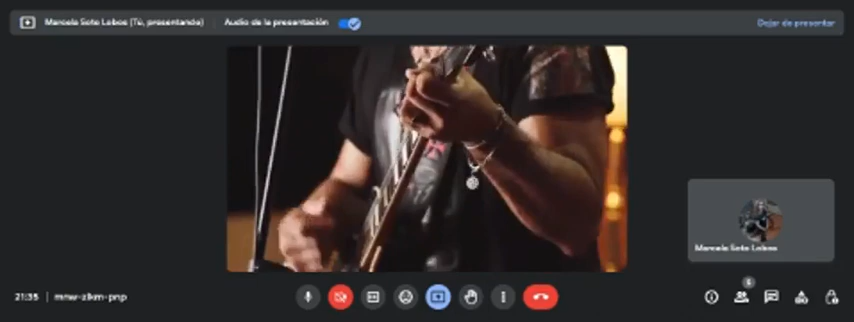 Marcela Soto Lobos (Tú, presentando)
Audio de la presentación
Dejar de presentar
Marcela Soto Lobos
21:35 | mnw-zikm-pnp